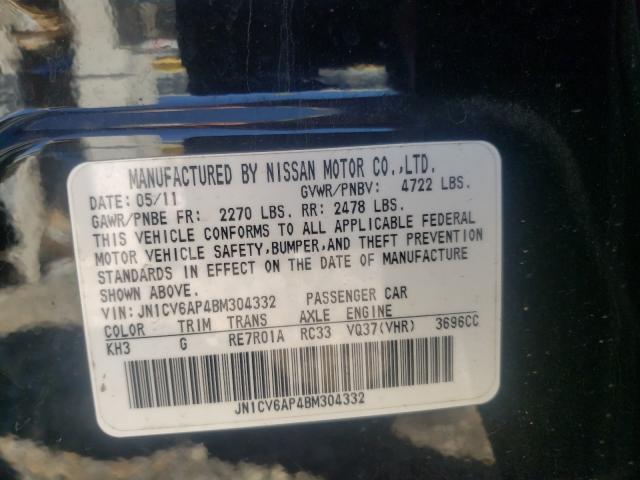 MANUFACTURED BY NISSAN MOTOR CO.,LTD.
DATE: 05/11 GVWR/PNBV: 4722 LBS.
GAWR/PNBE FR: 2270 LBS. RR: 2478 LBS.
THIS VEHICLE CONFORMS TO ALL APPLICABLE FEDERAL
MOTOR VEHICLE SAFETY, BUMPER, AND THEFT PREVENTION
STANDARDS IN EFFECT ON THE DATE OF MANUFACTURE
SHOWN ABOVE.
VIN: JN1CV6AP4BM304332 PASSENGER CAR
COLOR TRIM TRANS AXLE ENGINE
KH3 G RE7R01A RC33 VQ37(VHR) 3696CC
JN1CV6AP4BM304332